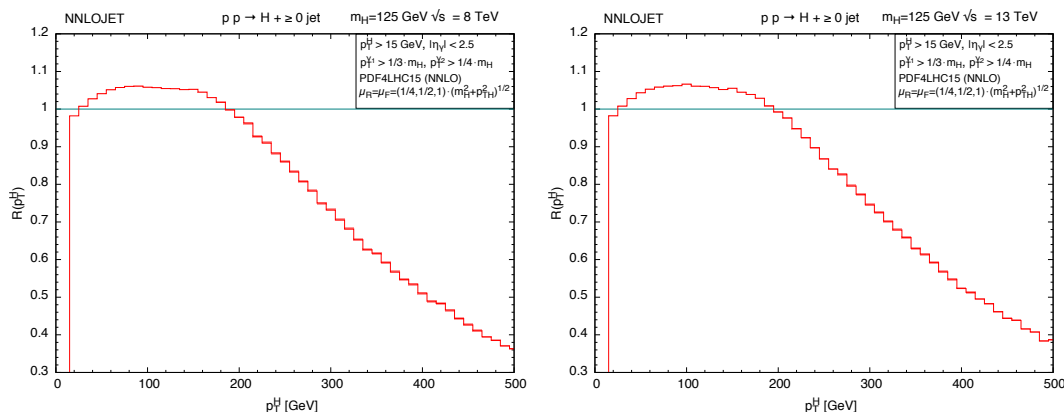 NNLOJET p p → H + ≥ 0 jet m_H=125 GeV √s = 8 TeV
p_T^H > 15 GeV, |η_γ| < 2.5
p_T^γ1 > 1/3·m_H, p_T^γ2 > 1/4·m_H
PDF4LHC15 (NNLO)
μ_R=μ_F=(1/4,1/2,1)·(m_H^2+p_TH^2)^1/2
R(p_T^H)
1.2
1.1
1
0.9
0.8
0.7
0.6
0.5
0.4
0.3
0 100 200 300 400 500
p_T^H [GeV]
NNLOJET p p → H + ≥ 0 jet m_H=125 GeV √s = 13 TeV
p_T^H > 15 GeV, |η_γ| < 2.5
p_T^γ1 > 1/3·m_H, p_T^γ2 > 1/4·m_H
PDF4LHC15 (NNLO)
μ_R=μ_F=(1/4,1/2,1)·(m_H^2+p_TH^2)^1/2
R(p_T^H)
1.2
1.1
1
0.9
0.8
0.7
0.6
0.5
0.4
0.3
0 100 200 300 400 500
p_T^H [GeV]